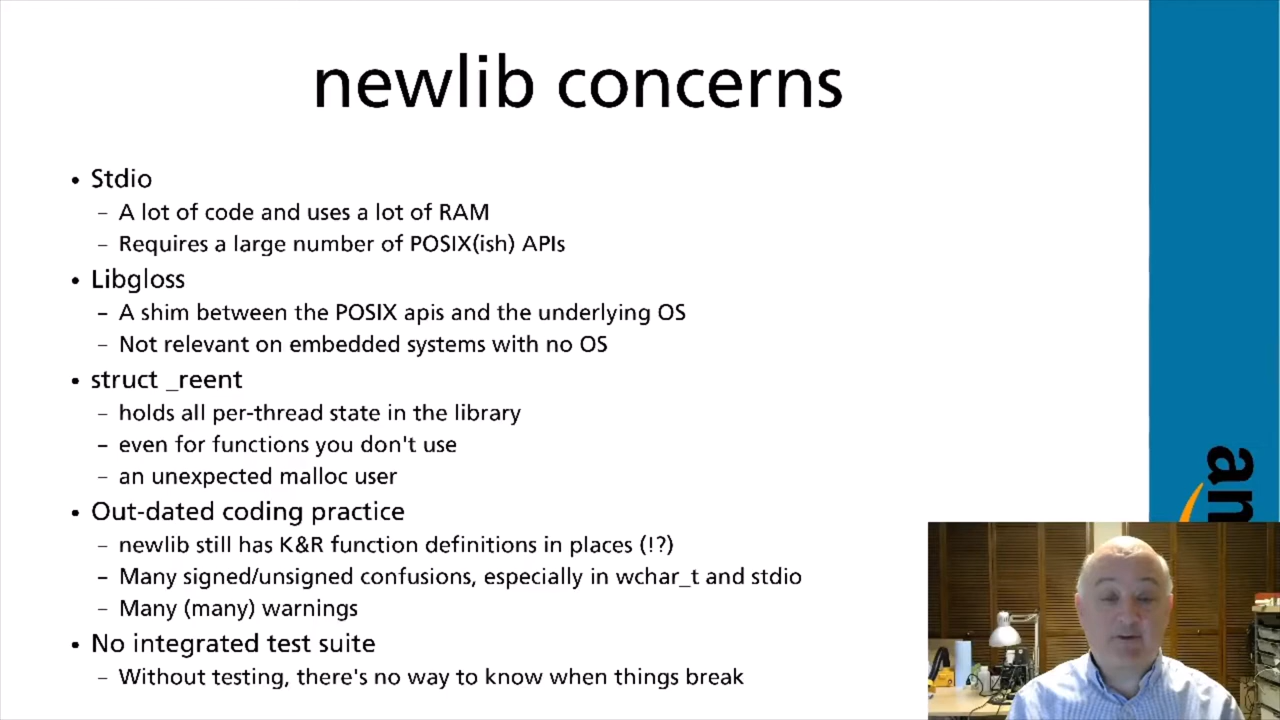 newlib concerns
• Stdio
– A lot of code and uses a lot of RAM
– Requires a large number of POSIX(ish) APIs
• Libgloss
– A shim between the POSIX apis and the underlying OS
– Not relevant on embedded systems with no OS
• struct _reent
– holds all per-thread state in the library
– even for functions you don't use
– an unexpected malloc user
• Out-dated coding practice
– newlib still has K&R function definitions in places (!?)
– Many signed/unsigned confusions, especially in wchar_t and stdio
– Many (many) warnings
• No integrated test suite
– Without testing, there's no way to know when things break